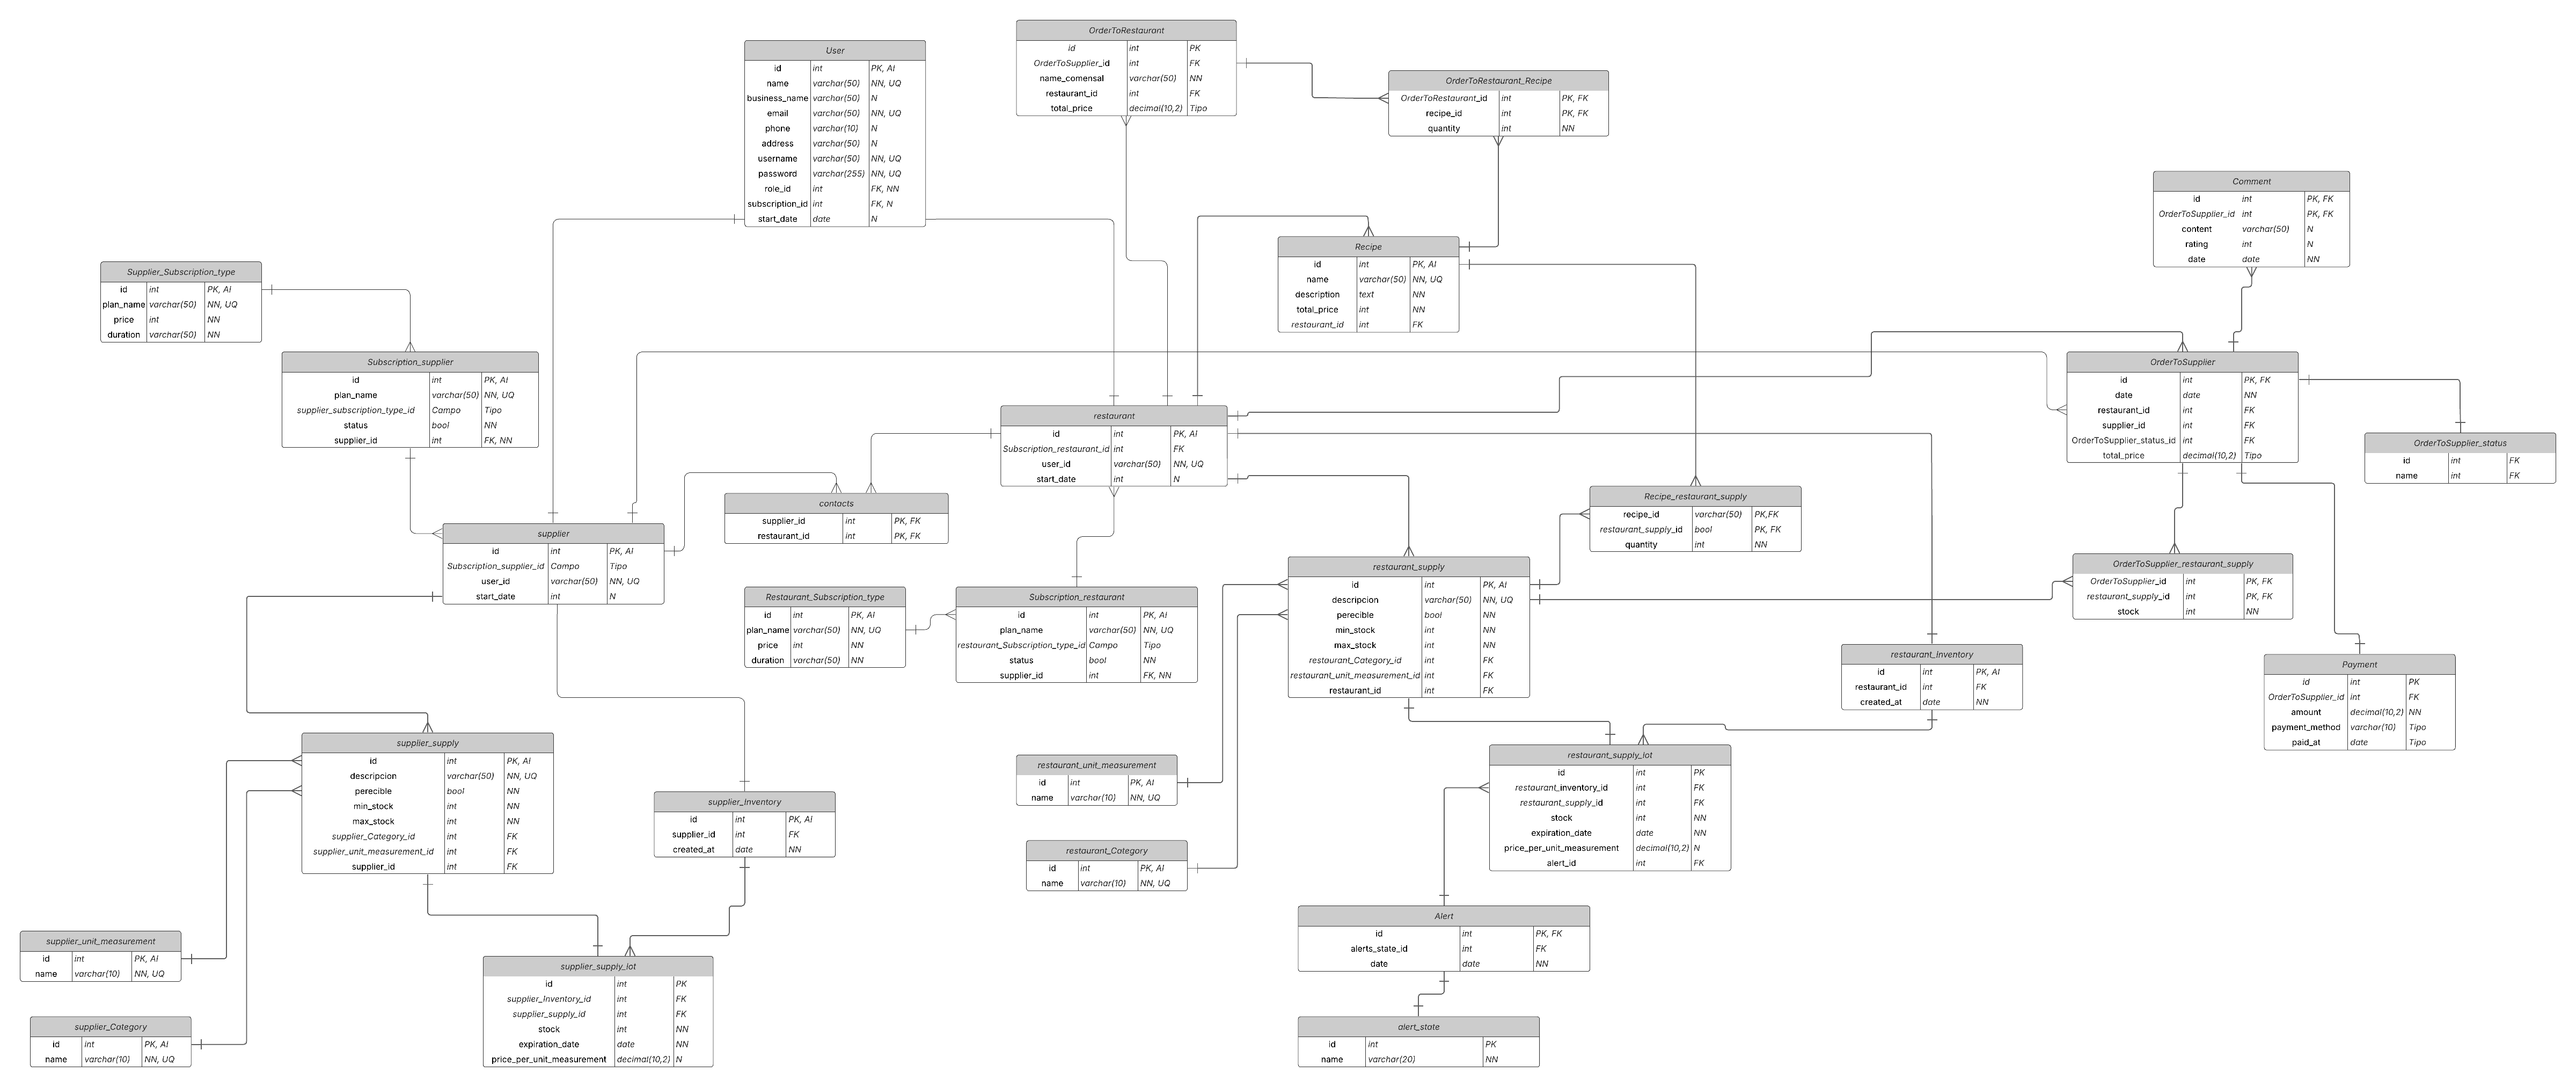 User
id int PK, AI
name varchar(50) NN, UQ
business_name varchar(50) N
email varchar(50) NN, UQ
phone varchar(10) N
address varchar(50) N
username varchar(50) NN, UQ
password varchar(255) NN, UQ
role_id int FK, NN
subscription_id int FK, N
start_date date N
OrderToRestaurant
id int PK
OrderToSupplier_id int FK
name_comensal varchar(50) NN
restaurant_id int FK
total_price decimal(10,2) Tipo
OrderToRestaurant_Recipe
OrderToRestaurant_id int PK, FK
recipe_id int PK, FK
quantity int NN
Comment
id int PK, FK
OrderToSupplier_id int PK, FK
content varchar(50) N
rating int N
date date NN
Recipe
id int PK, AI
name varchar(50) NN, UQ
description text NN
total_price int NN
restaurant_id int FK
Supplier_Subscription_type
id int PK, AI
plan_name varchar(50) NN, UQ
price int NN
duration varchar(50) NN
Subscription_supplier
id int PK, AI
plan_name varchar(50) NN, UQ
supplier_subscription_type_id Campo Tipo
status bool NN
supplier_id int FK, NN
OrderToSupplier
id int PK, FK
date date NN
restaurant_id int FK
supplier_id int FK
OrderToSupplier_status_id int FK
total_price decimal(10,2) Tipo
restaurant
id int PK, AI
Subscription_restaurant_id int FK
user_id varchar(50) NN, UQ
start_date int N
OrderToSupplier_status
id int FK
name int FK
contacts
supplier_id int PK, FK
restaurant_id int PK, FK
Recipe_restaurant_supply
recipe_id varchar(50) PK,FK
restaurant_supply_id bool PK, FK
quantity int NN
supplier
id int PK, AI
Subscription_supplier_id Campo Tipo
user_id varchar(50) NN, UQ
start_date int N
restaurant_supply
id int PK, AI
descripcion varchar(50) NN, UQ
perecible bool NN
min_stock int NN
max_stock int NN
restaurant_Category_id int FK
restaurant_unit_measurement_id int FK
restaurant_id int FK
OrderToSupplier_restaurant_supply
OrderToSupplier_id int PK, FK
restaurant_supply_id int PK, FK
stock int NN
Restaurant_Subscription_type
id int PK, AI
plan_name varchar(50) NN, UQ
price int NN
duration varchar(50) NN
Subscription_restaurant
id int PK, AI
plan_name varchar(50) NN, UQ
restaurant_Subscription_type_id Campo Tipo
status bool NN
supplier_id int FK, NN
restaurant_Inventory
id int PK, AI
restaurant_id int FK
created_at date NN
Payment
id int PK
OrderToSupplier_id int FK
amount decimal(10,2) NN
payment_method varchar(10) Tipo
paid_at date Tipo
supplier_supply
id int PK, AI
descripcion varchar(50) NN, UQ
perecible bool NN
min_stock int NN
max_stock int NN
supplier_Category_id int FK
supplier_unit_measurement_id int FK
supplier_id int FK
restaurant_supply_lot
id int PK
restaurant_inventory_id int FK
restaurant_supply_id int FK
stock int NN
expiration_date date NN
price_per_unit_measurement decimal(10,2) N
alert_id int FK
restaurant_unit_measurement
id int PK, AI
name varchar(10) NN, UQ
supplier_Inventory
id int PK, AI
supplier_id int FK
created_at date NN
restaurant_Category
id int PK, AI
name varchar(10) NN, UQ
Alert
id int PK, FK
alerts_state_id int FK
date date NN
supplier_unit_measurement
id int PK, AI
name varchar(10) NN, UQ
supplier_supply_lot
id int PK
supplier_Inventory_id int FK
supplier_supply_id int FK
stock int NN
expiration_date date NN
price_per_unit_measurement decimal(10,2) N
supplier_Category
id int PK, AI
name varchar(10) NN, UQ
alert_state
id int PK
name varchar(20) NN